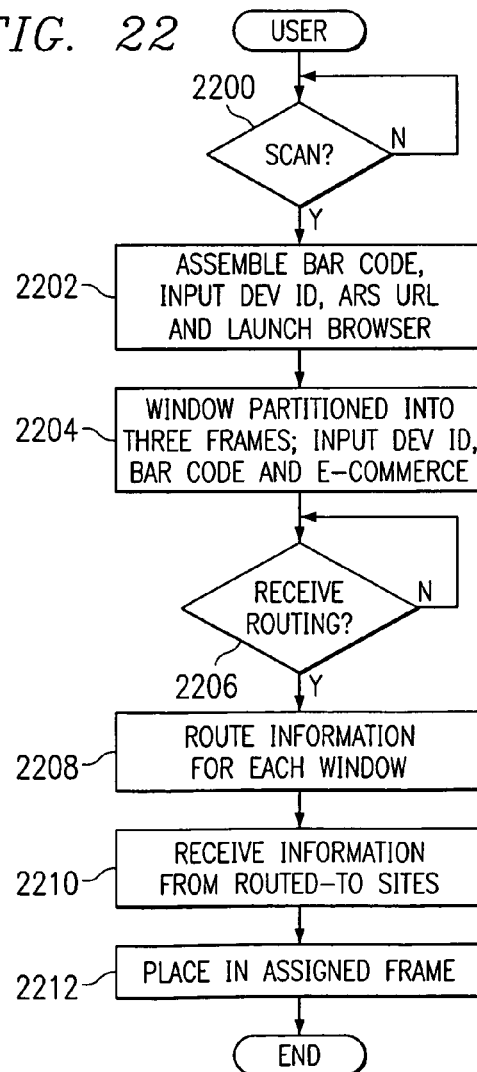 FIG. 22
USER
2200
SCAN?
N
Y
2202
ASSEMBLE BAR CODE,
INPUT DEV ID, ARS URL
AND LAUNCH BROWSER
2204
WINDOW PARTITIONED INTO
THREE FRAMES; INPUT DEV ID,
BAR CODE AND E-COMMERCE
RECEIVE
ROUTING?
N
2206
Y
2208
ROUTE INFORMATION
FOR EACH WINDOW
2210
RECEIVE INFORMATION
FROM ROUTED-TO SITES
2212
PLACE IN ASSIGNED FRAME
END